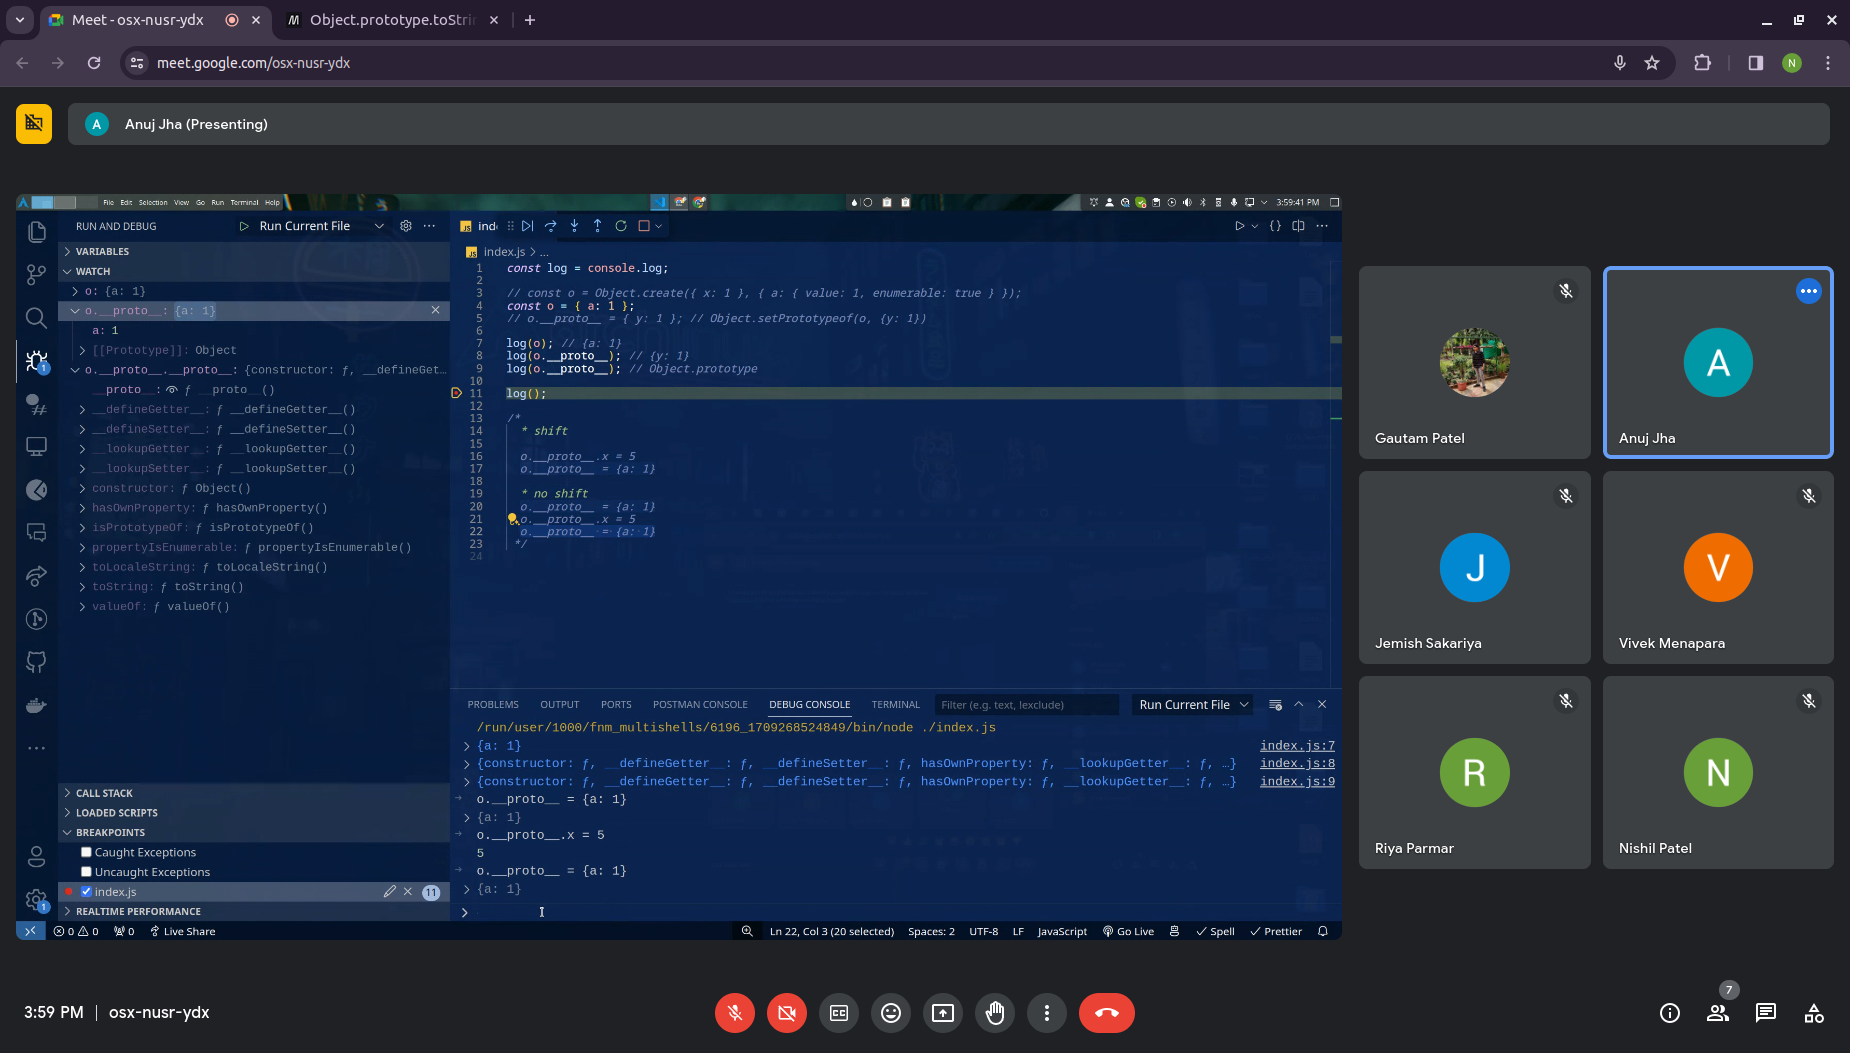 Meet - osx-nusr-ydx
Object.prototype.toStrin
meet.google.com/osx-nusr-ydx
N
A
Anuj Jha (Presenting)
File Edit Selection View Go Run Terminal Help
3:59:41 PM
RUN AND DEBUG
Run Current File
VARIABLES
WATCH
o: {a: 1}
o.__proto__: {a: 1}
a: 1
[[Prototype]]: Object
o.__proto__.__proto__: {constructor: ƒ, __defineGet...
__proto__: ƒ __proto__()
__defineGetter__: ƒ __defineGetter__()
__defineSetter__: ƒ __defineSetter__()
__lookupGetter__: ƒ __lookupGetter__()
__lookupSetter__: ƒ __lookupSetter__()
constructor: ƒ Object()
hasOwnProperty: ƒ hasOwnProperty()
isPrototypeOf: ƒ isPrototypeOf()
propertyIsEnumerable: ƒ propertyIsEnumerable()
toLocaleString: ƒ toLocaleString()
toString: ƒ toString()
valueOf: ƒ valueOf()
CALL STACK
LOADED SCRIPTS
BREAKPOINTS
Caught Exceptions
Uncaught Exceptions
index.js 11
REALTIME PERFORMANCE
1
1
JS ind
JS index.js > ...
1 const log = console.log;
2
3 // const o = Object.create({ x: 1 }, { a: { value: 1, enumerable: true } });
4 const o = { a: 1 };
5 // o.__proto__ = { y: 1 }; // Object.setPrototypeof(o, {y: 1})
6
7 log(o); // {a: 1}
8 log(o.__proto__); // {y: 1}
9 log(o.__proto__); // Object.prototype
10
11 log();
12
13 /*
14 * shift
15
16 o.__proto__.x = 5
17 o.__proto__ = {a: 1}
18
19 * no shift
20 o.__proto__ = {a: 1}
21 o.__proto__.x = 5
22 o.__proto__ = {a: 1}
23 */
24
PROBLEMS OUTPUT PORTS POSTMAN CONSOLE DEBUG CONSOLE TERMINAL Filter (e.g. text, !exclude) Run Current File
/run/user/1000/fnm_multishells/6196_1709268524849/bin/node ./index.js
{a: 1} index.js:7
{constructor: ƒ, __defineGetter__: ƒ, __defineSetter__: ƒ, hasOwnProperty: ƒ, __lookupGetter__: ƒ, …} index.js:8
{constructor: ƒ, __defineGetter__: ƒ, __defineSetter__: ƒ, hasOwnProperty: ƒ, __lookupGetter__: ƒ, …} index.js:9
o.__proto__ = {a: 1}
{a: 1}
o.__proto__.x = 5
5
o.__proto__ = {a: 1}
{a: 1}
0 0 0 Live Share
Ln 22, Col 3 (20 selected) Spaces: 2 UTF-8 LF JavaScript Go Live Spell Prettier
Gautam Patel
A
Anuj Jha
J
Jemish Sakariya
V
Vivek Menapara
R
Riya Parmar
N
Nishil Patel
3:59 PM | osx-nusr-ydx
CC
7